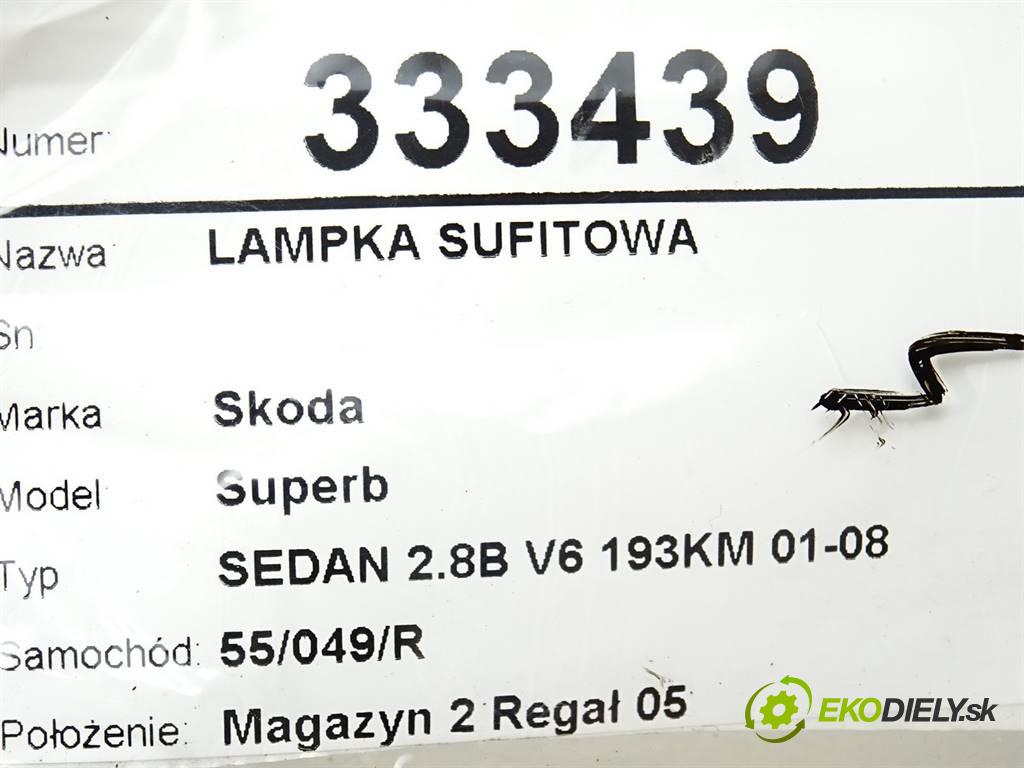 Numer: 333439
Nazwa: LAMPKA SUFITOWA
Sn
Marka Skoda
Model Superb
Typ SEDAN 2.8B V6 193KM 01-08
Samochód: 55/049/R
Położenie: Magazyn 2 Regał 05
EKODIELY.sk